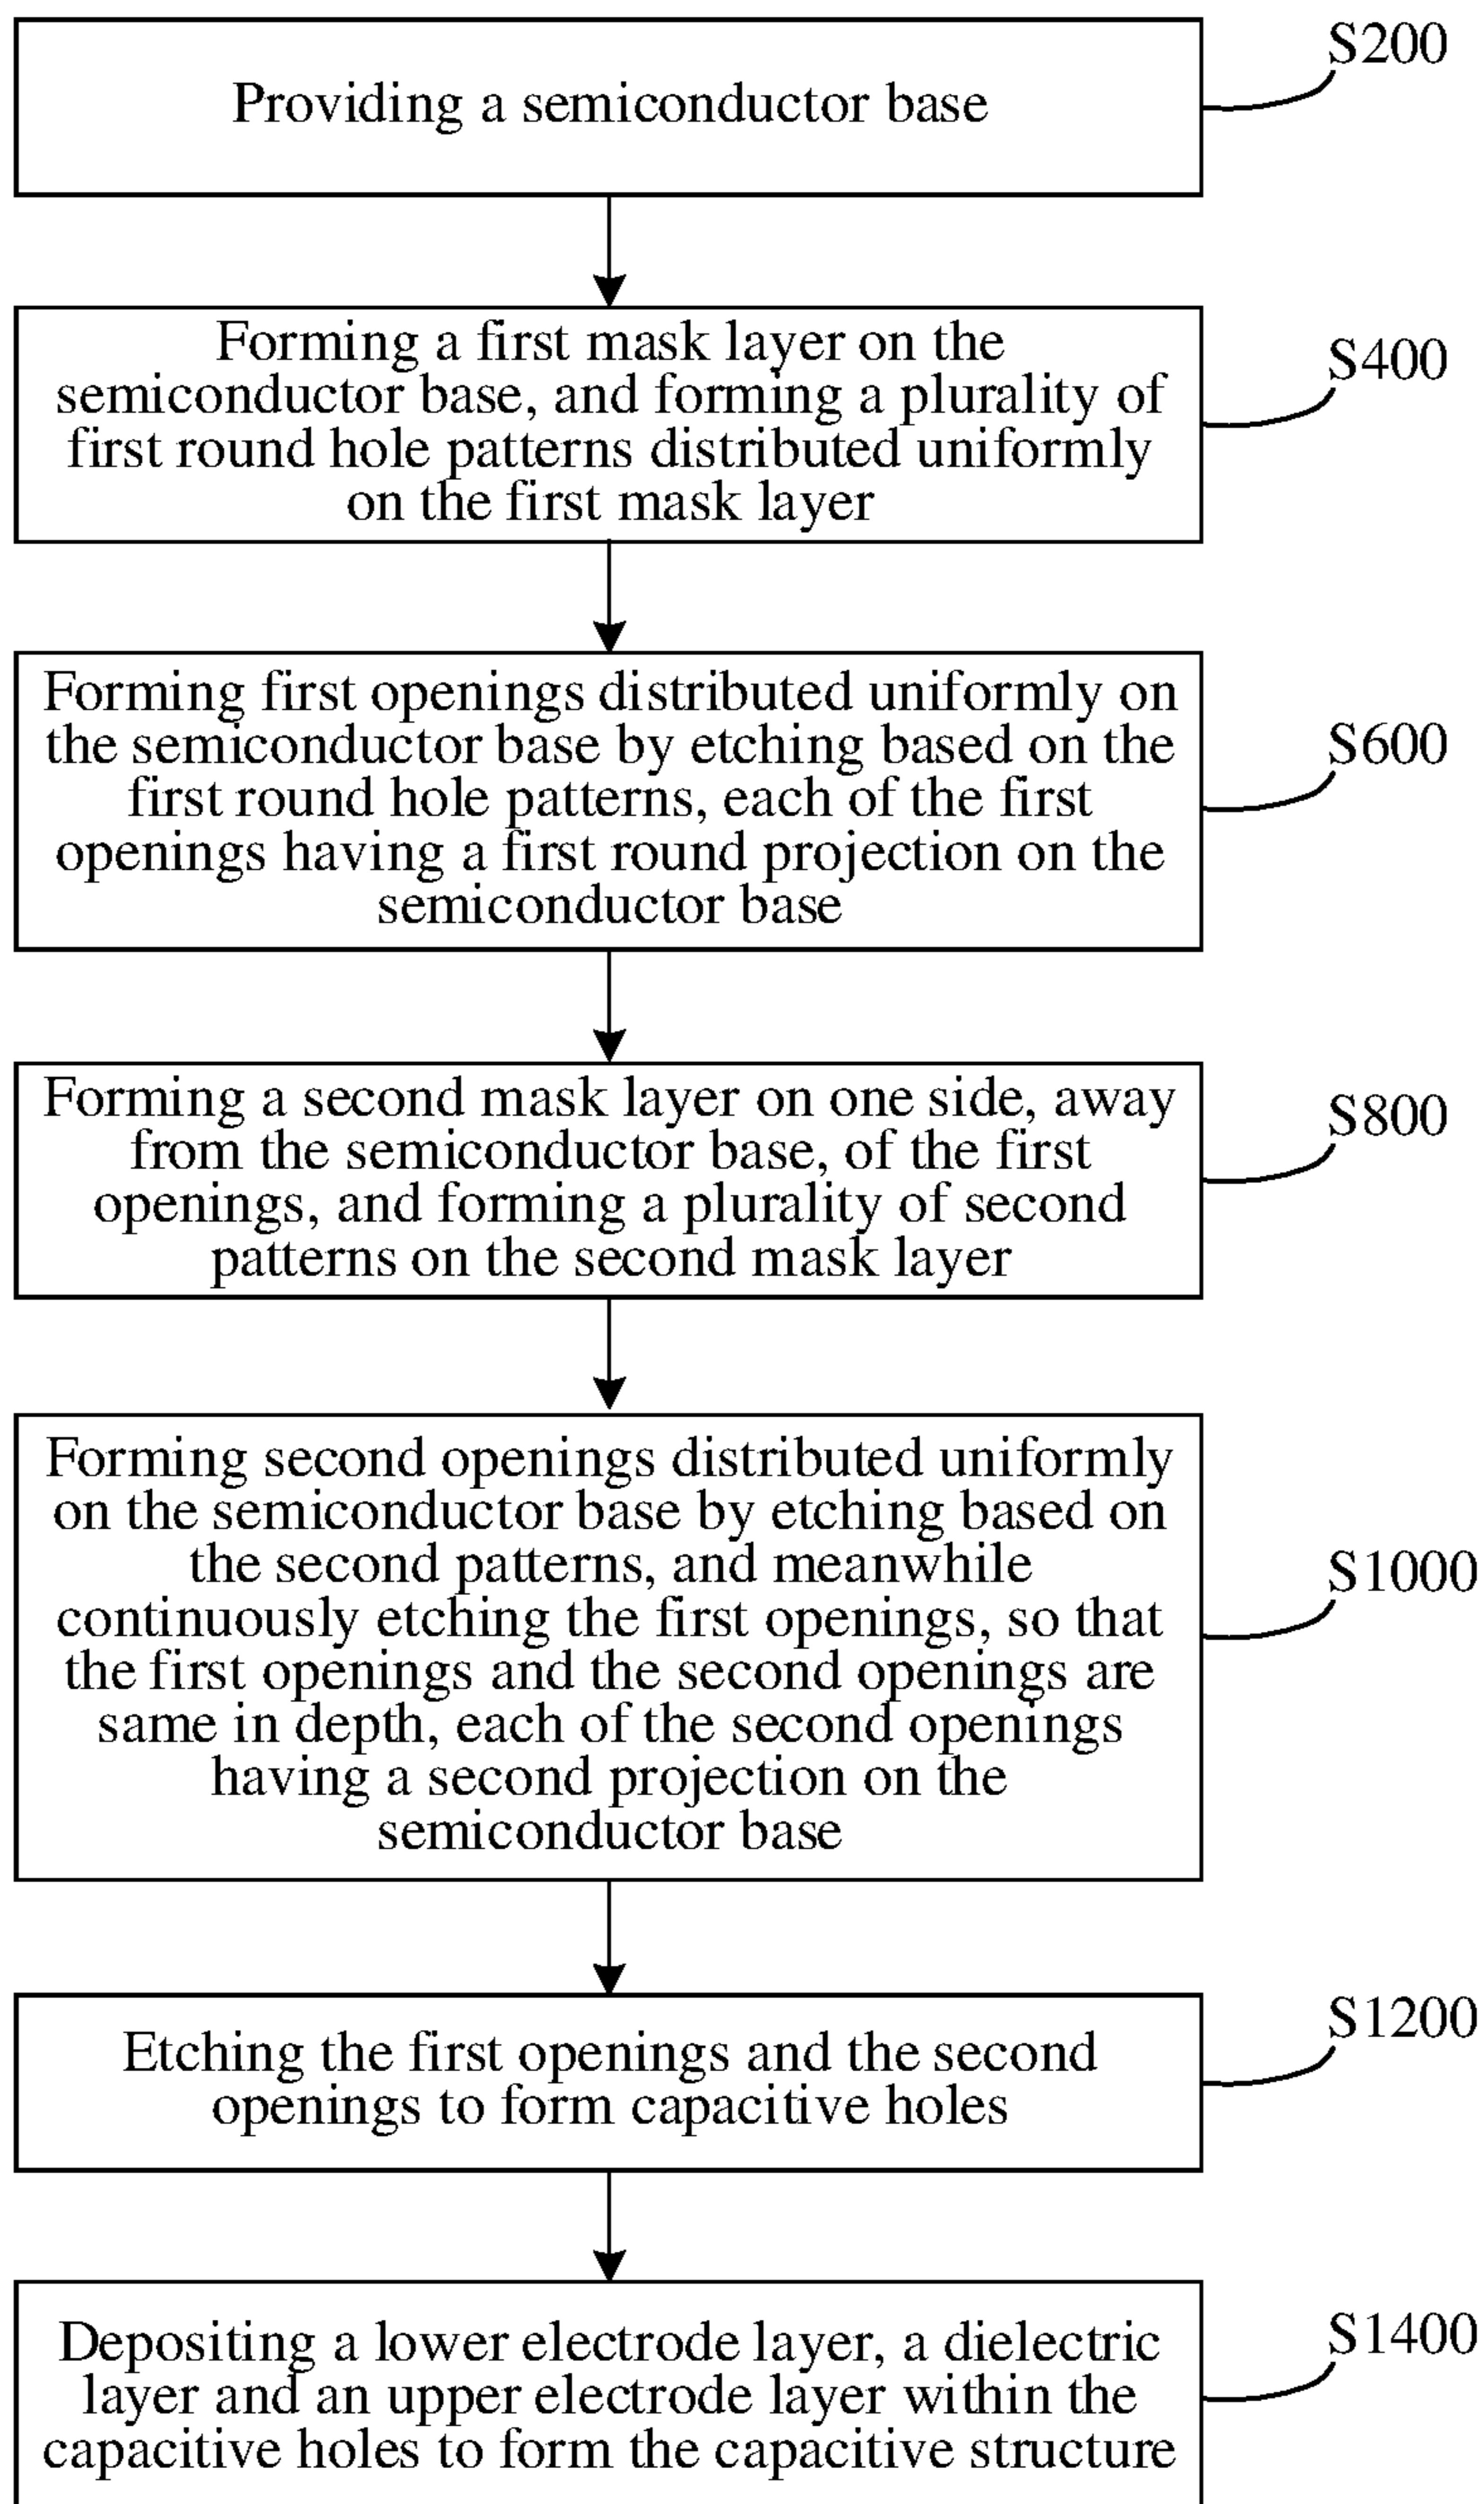 Providing a semiconductor base
S200
Forming a first mask layer on the
semiconductor base, and forming a plurality of
first round hole patterns distributed uniformly
on the first mask layer
S400
Forming first openings distributed uniformly on
the semiconductor base by etching based on the
first round hole patterns, each of the first
openings having a first round projection on the
semiconductor base
S600
Forming a second mask layer on one side, away
from the semiconductor base, of the first
openings, and forming a plurality of second
patterns on the second mask layer
S800
Forming second openings distributed uniformly
on the semiconductor base by etching based on
the second patterns, and meanwhile
continuously etching the first openings, so that
the first openings and the second openings are
same in depth, each of the second openings
having a second projection on the
semiconductor base
S1000
Etching the first openings and the second
openings to form capacitive holes
S1200
Depositing a lower electrode layer, a dielectric
layer and an upper electrode layer within the
capacitive holes to form the capacitive structure
S1400